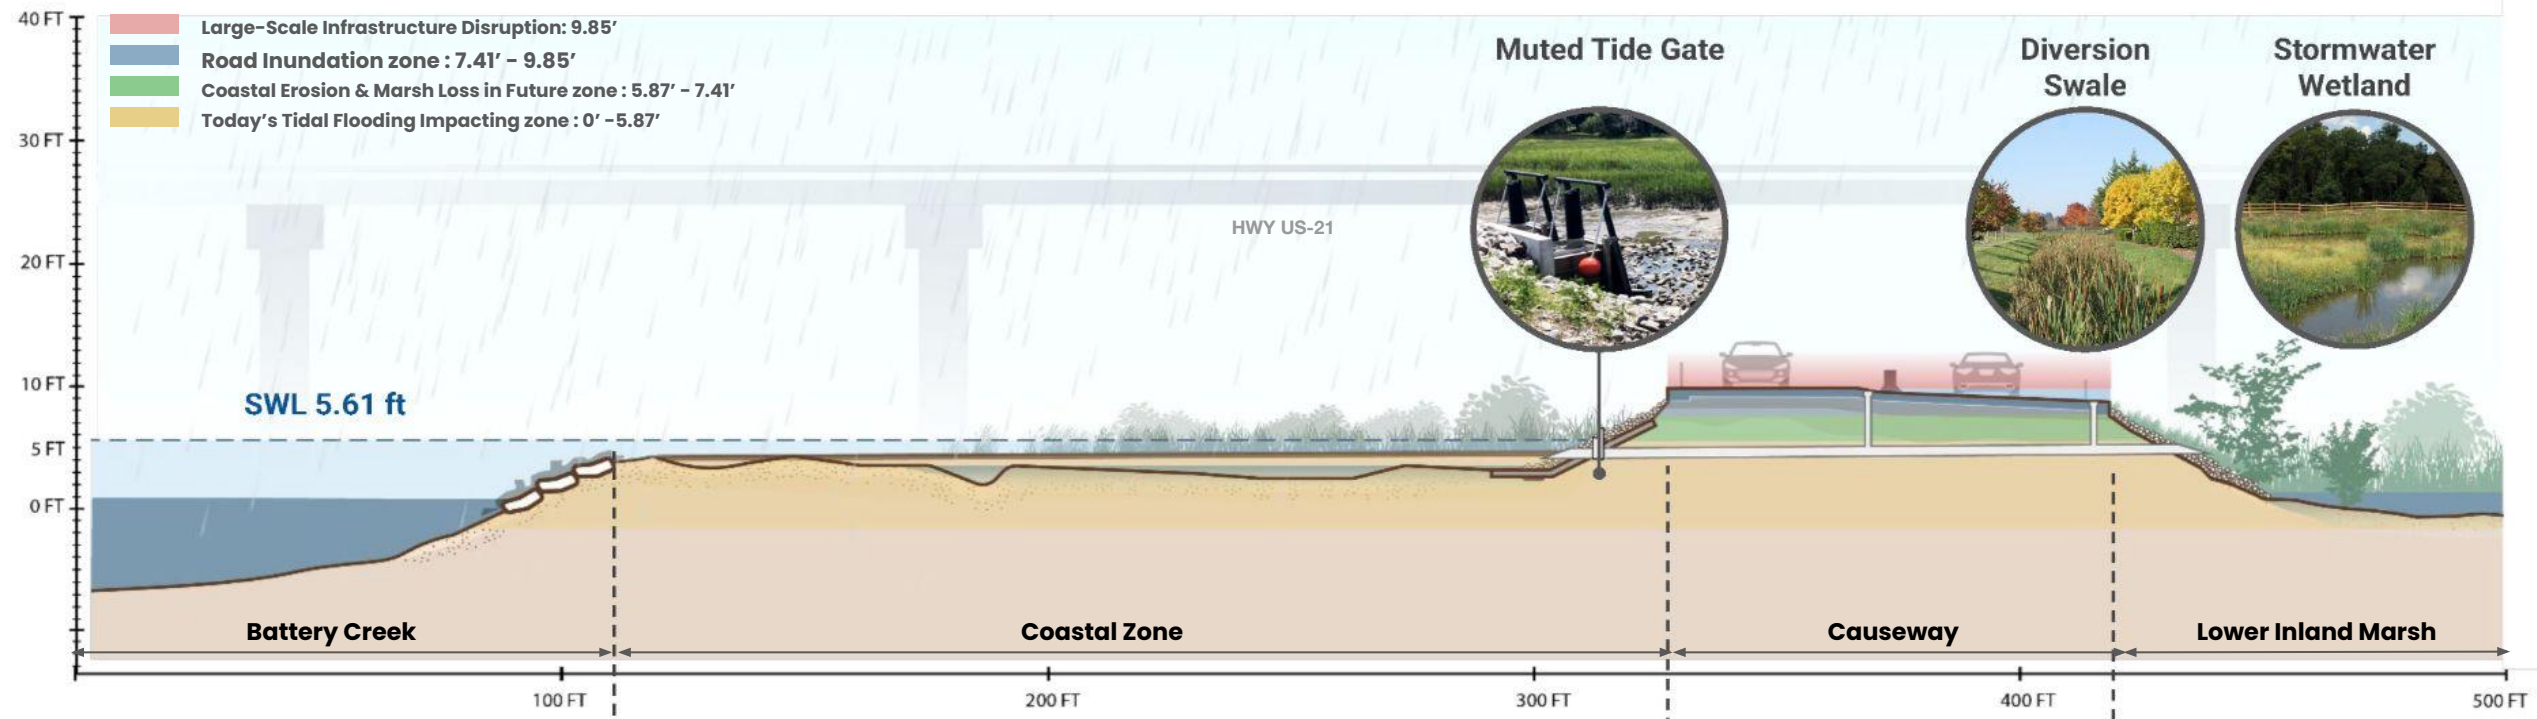 40 FT
Large-Scale Infrastructure Disruption: 9.85’
Road Inundation zone : 7.41’ - 9.85’
Coastal Erosion & Marsh Loss in Future zone : 5.87’ - 7.41’
Today’s Tidal Flooding Impacting zone : 0’ -5.87’
Muted Tide Gate
Diversion
Swale
Stormwater
Wetland
30 FT
HWY US-21
20 FT
10 FT
SWL 5.61 ft
5 FT
0 FT
Battery Creek
Coastal Zone
Causeway
Lower Inland Marsh
100 FT
200 FT
300 FT
400 FT
500 FT